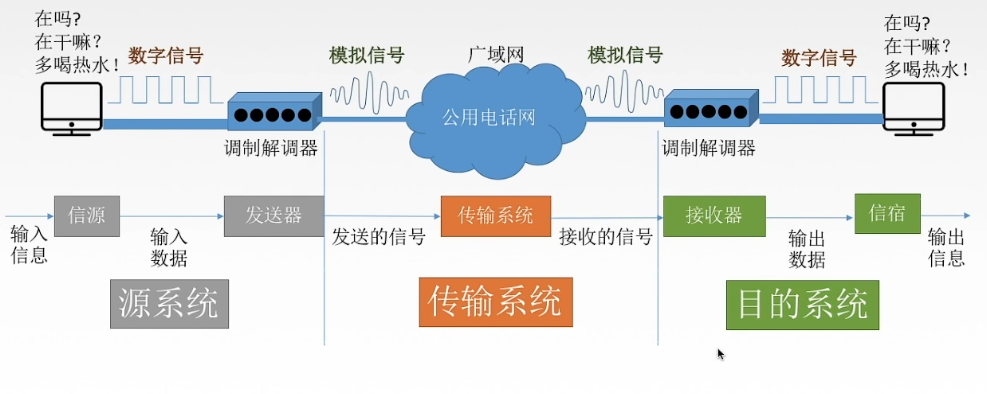 在吗?
在干嘛?
多喝热水!
数字信号
模拟信号
广域网
模拟信号
数字信号
在吗?
在干嘛?
多喝热水!
公用电话网
调制解调器
调制解调器
信源
发送器
传输系统
接收器
信宿
输入
信息
输入
数据
发送的信号
接收的信号
输出
数据
输出
信息
源系统
传输系统
目的系统